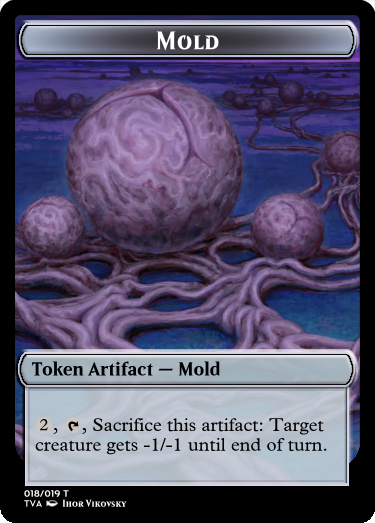 Mold
Token Artifact — Mold
2, , Sacrifice this artifact: Target
creature gets -1/-1 until end of turn.
018/019 T
TVA Ihor Vikovsky